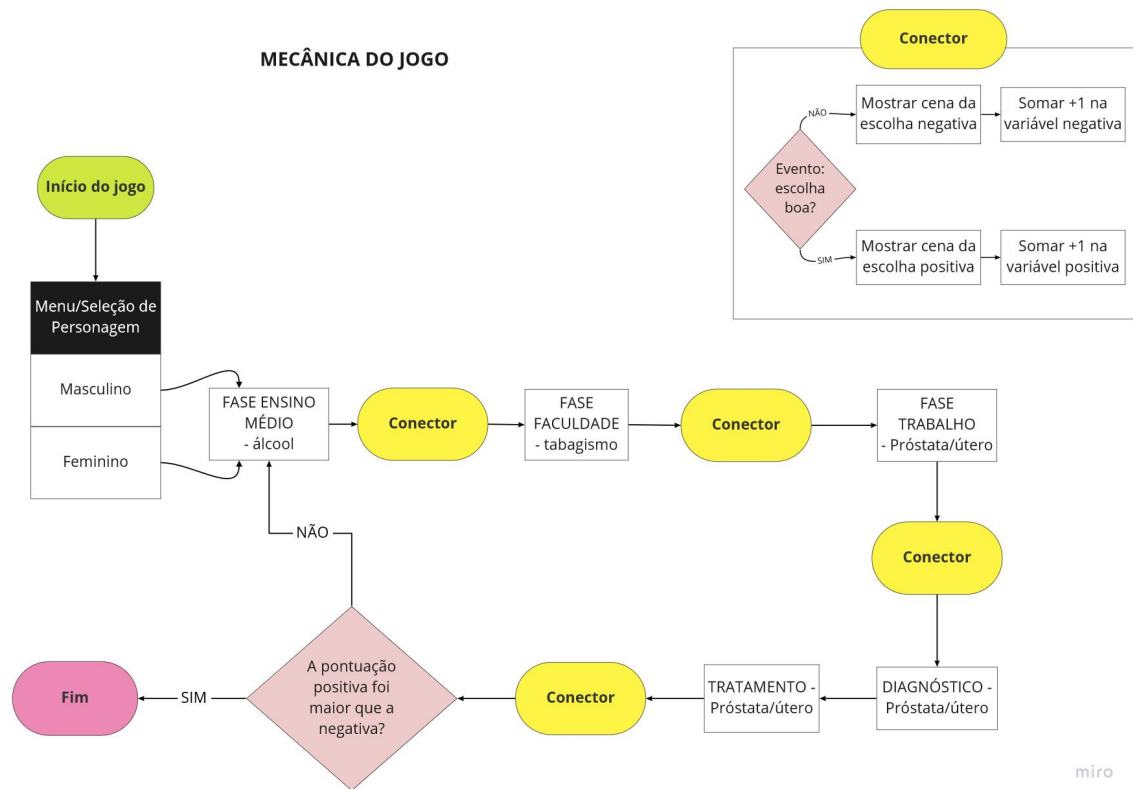 MECÂNICA DO JOGO
Conector
NÃO
Mostrar cena da
escolha negativa
Somar +1 na
variável negativa
Evento:
escolha
boa?
SIM
Mostrar cena da
escolha positiva
Somar +1 na
variável positiva
Início do jogo
Menu/Seleção de
Personagem
Masculino
Feminino
FASE ENSINO
MÉDIO
- álcool
Conector
FASE
FACULDADE
- tabagismo
Conector
FASE
TRABALHO
- Próstata/útero
Conector
DIAGNÓSTICO -
Próstata/útero
TRATAMENTO -
Próstata/útero
Conector
A pontuação
positiva foi
maior que a
negativa?
NÃO
SIM
Fim
miro